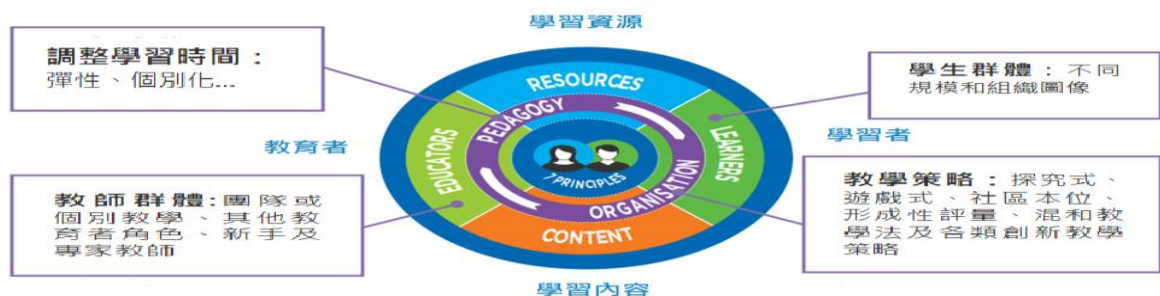 學習資源
調整學習時間：
彈性、個別化...
學生群體：不同
規模和組織圖像
RESOURCES
PEDAGOGY
EDUCATORS
LEARNERS
7 PRINCIPLES
ORGANISATION
CONTENT
教育者
學習者
教師群體:團隊或
個別教學、其他教
育者角色、新手及
專家教師
教學策略：探究式、
遊戲式、社區本位、
形成性評量、混和教
學法及各類創新教學
策略
學習內容